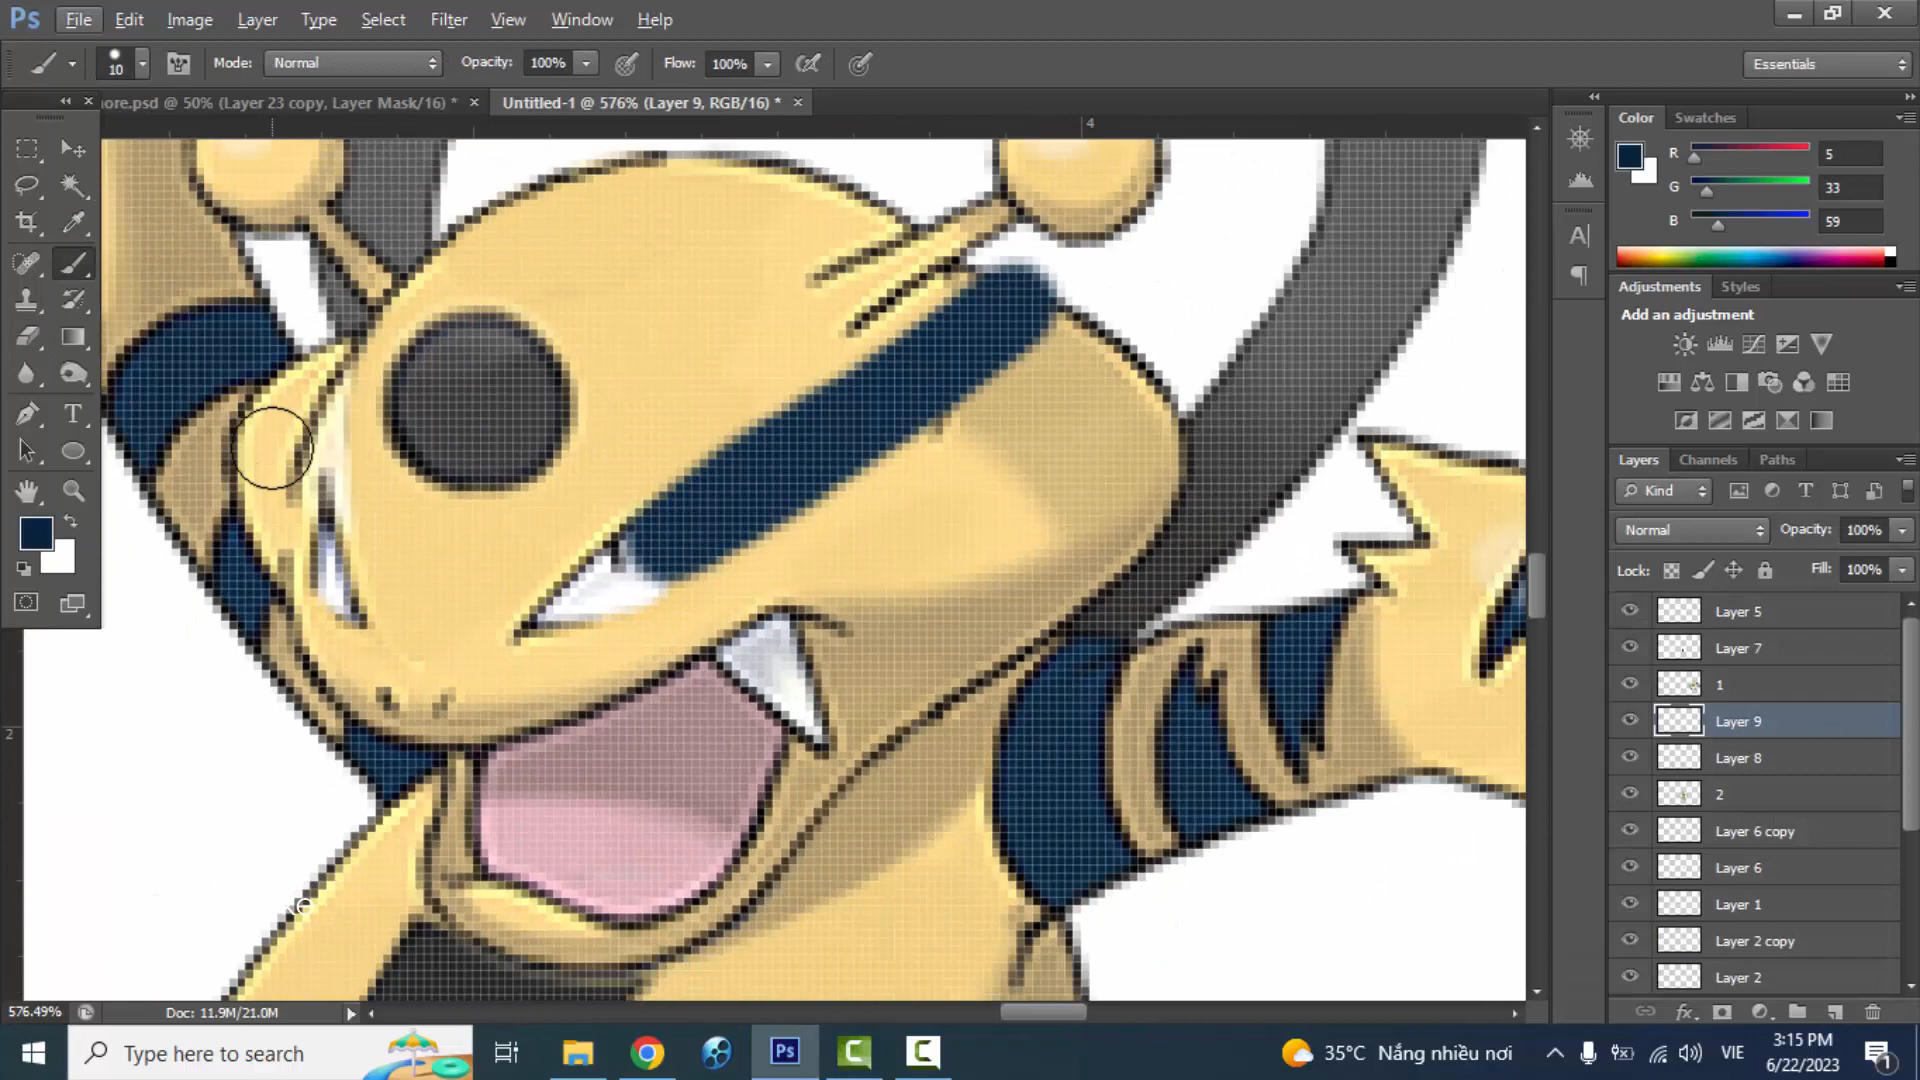 Ps File Edit Image Layer Type Select Filter View Window Help
10 Mode: Normal Opacity: 100% Flow: 100% Essentials
ore.psd @ 50% (Layer 23 copy, Layer Mask/16) * × Untitled-1 @ 576% (Layer 9, RGB/16) * ×
4
2
Color Swatches
R 5
G 33
B 59
Adjustments Styles
Add an adjustment
Layers Channels Paths
Kind
Normal Opacity: 100%
Lock: Fill: 100%
Layer 5
Layer 7
1
Layer 9
Layer 8
2
Layer 6 copy
Layer 6
Layer 1
Layer 2 copy
Layer 2
576.49% Doc: 11.9M/21.0M
Type here to search
Ps
35°C Nắng nhiều nơi
VIE
3:15 PM
6/22/2023
1